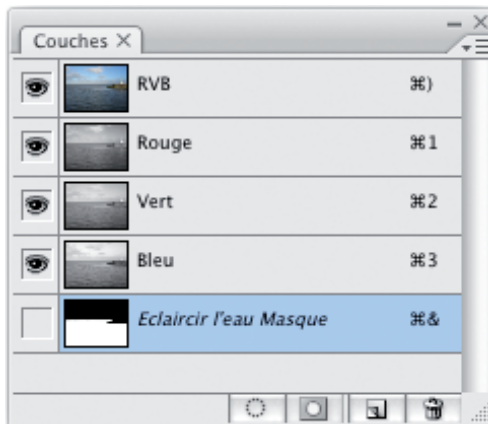 Couches
RVB ⌘)
Rouge ⌘1
Vert ⌘2
Bleu ⌘3
Eclaircir l'eau Masque ⌘&